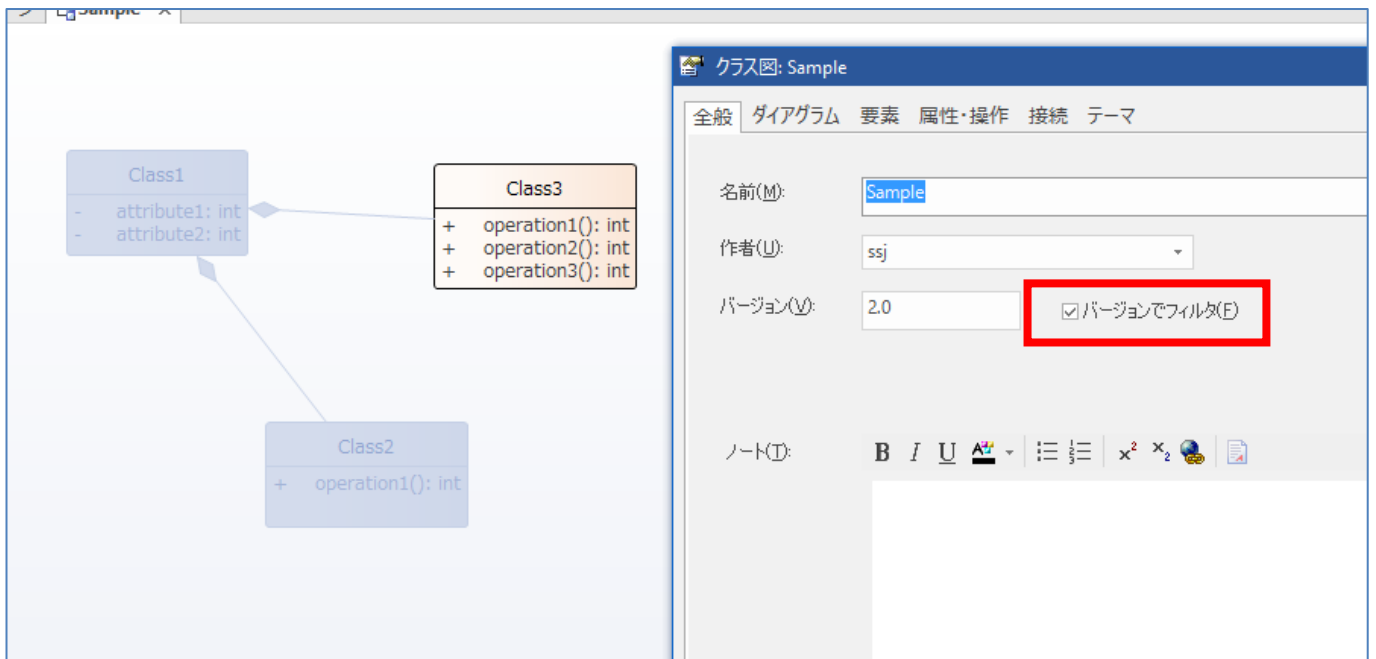 Sample ×
Class1
- attribute1: int
- attribute2: int
Class3
+ operation1(): int
+ operation2(): int
+ operation3(): int
Class2
+ operation1(): int
クラス図: Sample
全般 ダイアグラム 要素 属性・操作 接続 テーマ
名前(M): Sample
作者(U): ssj
バージョン(V): 2.0 バージョンでフィルタ(F)
ノート(T): B I U A x² x₂